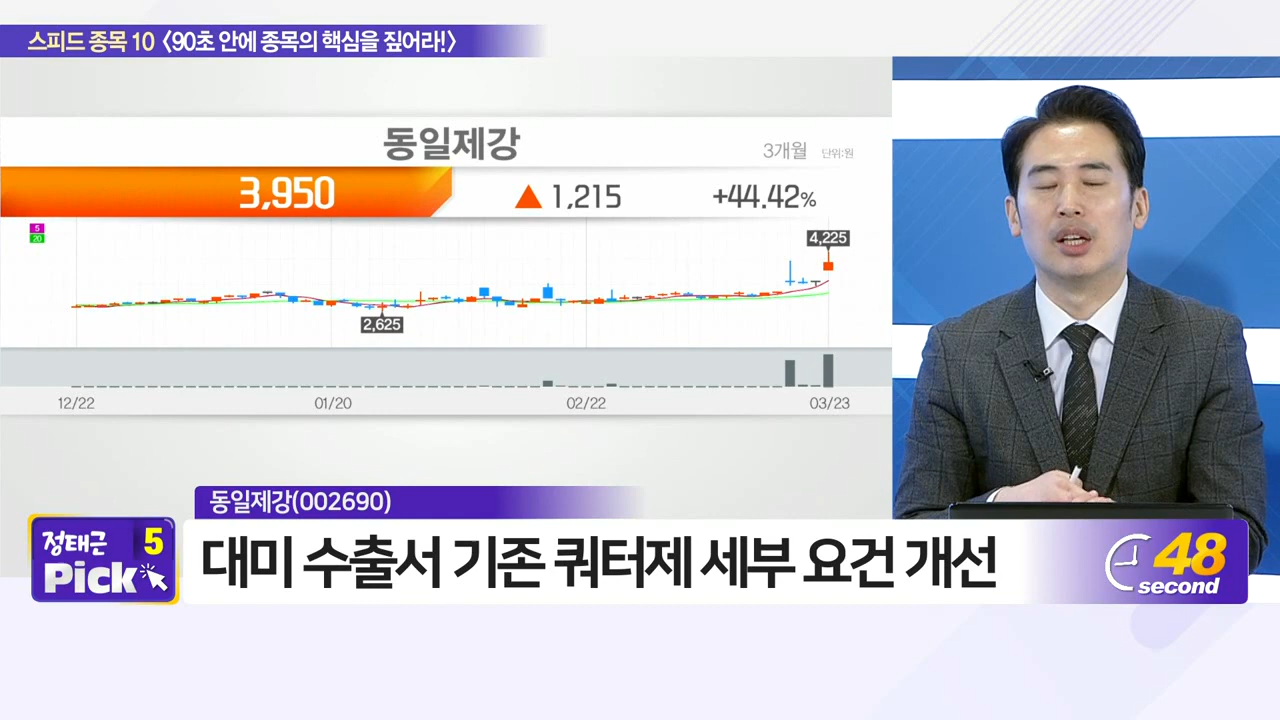 스피드 종목 10 〈90초 안에 종목의 핵심을 짚어라!〉
동일제강
3개월 단위:원
3,950 ▲ 1,215 +44.42%
5
20
4,225
2,625
12/22 01/20 02/22 03/23
동일제강(002690)
정태근 5
Pick
대미 수출서 기존 쿼터제 세부 요건 개선
48
second